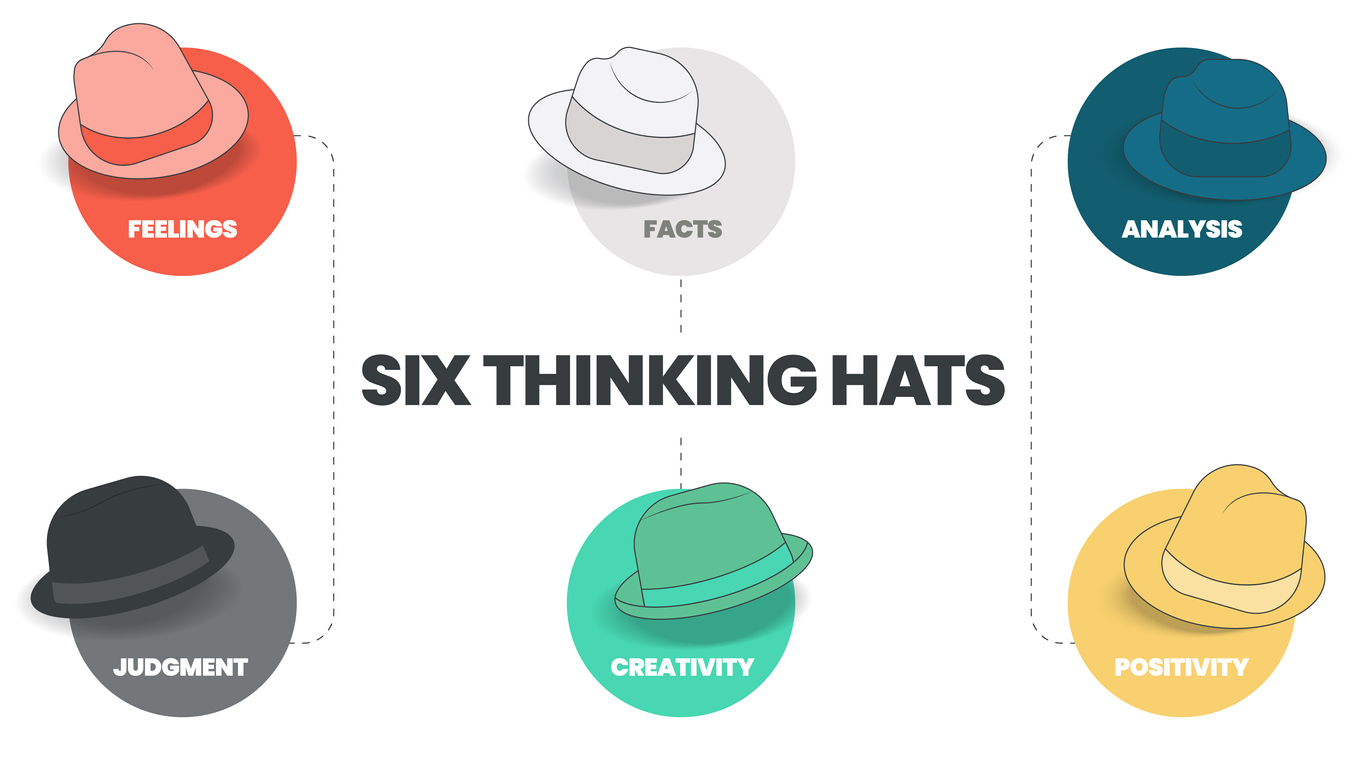 FEELINGS
FACTS
ANALYSIS
SIX THINKING HATS
JUDGMENT
CREATIVITY
POSITIVITY